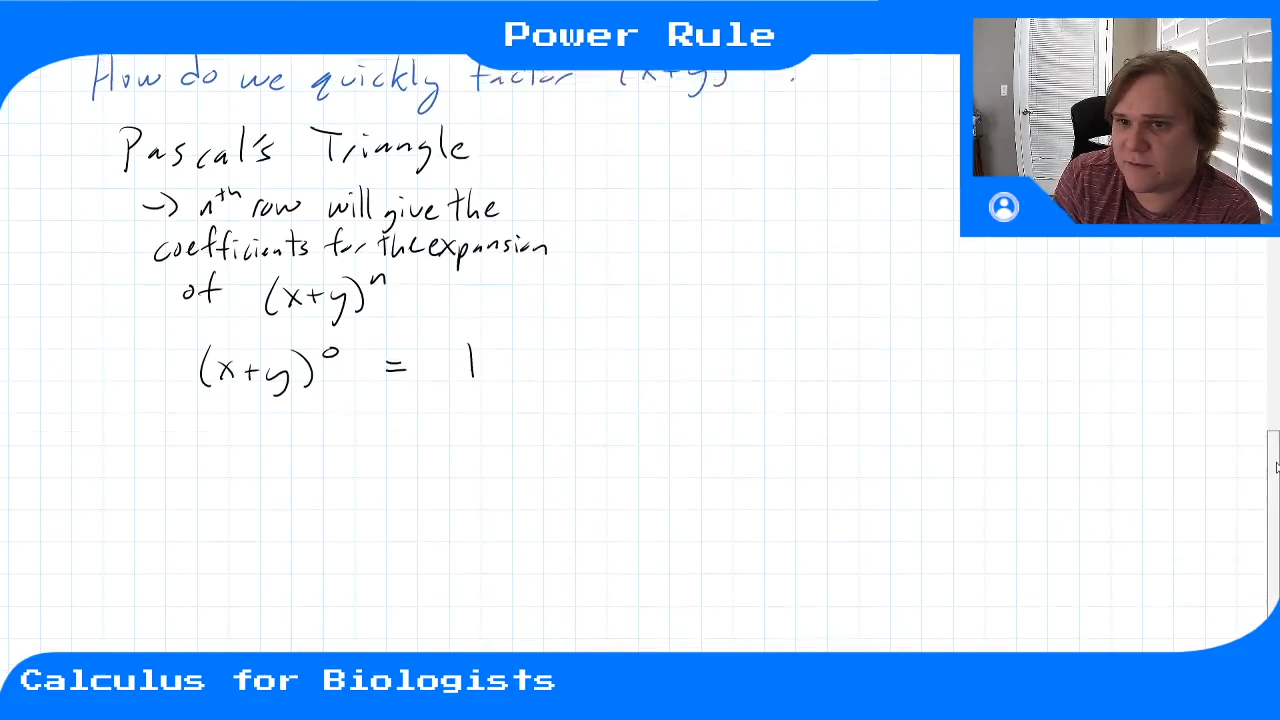 Power Rule
How do we quickly factor (x+y)
Pascal's Triangle
→ nᵗʰ row will give the
coefficients for the expansion
of (x+y)ⁿ
(x+y)⁰ = 1
Calculus for Biologists